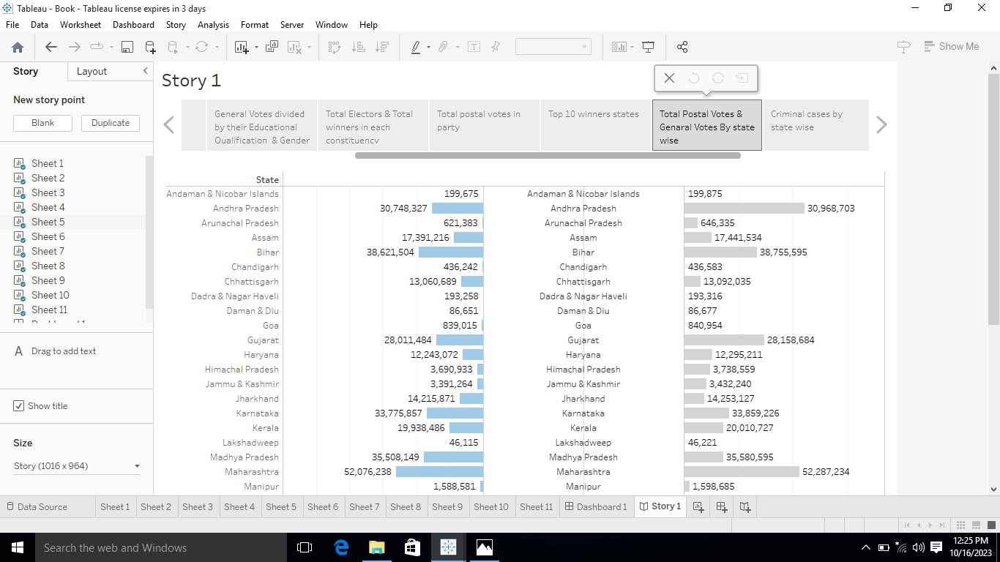 Tableau - Book - Tableau license expires in 3 days
File Data Worksheet Dashboard Story Analysis Format Server Window Help
Show Me
Story Layout
New story point
Blank Duplicate
Sheet 1
Sheet 2
Sheet 3
Sheet 4
Sheet 5
Sheet 6
Sheet 7
Sheet 8
Sheet 9
Sheet 10
Sheet 11
A Drag to add text
Show title
Size
Story (1016 x 964)
Story 1
General Votes divided
by their Educational
Qualification & Gender
Total Electors & Total
winners in each
constituency
Total postal votes in
party
Top 10 winners states
Total Postal Votes &
Genaral Votes By state
wise
Criminal cases by
state wise
State
Andaman & Nicobar Islands 199,675 Andaman & Nicobar Islands 199,875
Andhra Pradesh 30,748,327 Andhra Pradesh 30,968,703
Arunachal Pradesh 621,383 Arunachal Pradesh 646,335
Assam 17,391,216 Assam 17,441,534
Bihar 38,621,504 Bihar 38,755,595
Chandigarh 436,242 Chandigarh 436,583
Chhattisgarh 13,060,689 Chhattisgarh 13,092,035
Dadra & Nagar Haveli 193,258 Dadra & Nagar Haveli 193,316
Daman & Diu 86,651 Daman & Diu 86,677
Goa 839,015 Goa 840,954
Gujarat 28,011,484 Gujarat 28,158,684
Haryana 12,243,072 Haryana 12,295,211
Himachal Pradesh 3,690,933 Himachal Pradesh 3,738,559
Jammu & Kashmir 3,391,264 Jammu & Kashmir 3,432,240
Jharkhand 14,215,871 Jharkhand 14,253,127
Karnataka 33,775,857 Karnataka 33,859,226
Kerala 19,938,486 Kerala 20,010,727
Lakshadweep 46,115 Lakshadweep 46,221
Madhya Pradesh 35,508,149 Madhya Pradesh 35,580,595
Maharashtra 52,076,238 Maharashtra 52,287,234
Manipur 1,588,581 Manipur 1,598,685
Data Source Sheet 1 Sheet 2 Sheet 3 Sheet 4 Sheet 5 Sheet 6 Sheet 7 Sheet 8 Sheet 9 Sheet 10 Sheet 11 Dashboard 1 Story 1
Search the web and Windows
12:25 PM
10/16/2023